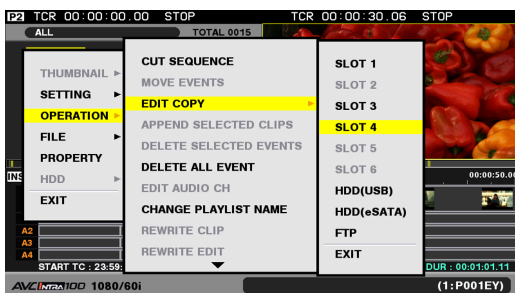 P2 TCR 00:00:00.00 STOP TCR 00:00:30.06 STOP
ALL TOTAL 0015
THUMBNAIL
SETTING
OPERATION
FILE
PROPERTY
HDD
EXIT
CUT SEQUENCE
MOVE EVENTS
EDIT COPY
APPEND SELECTED CLIPS
DELETE SELECTED EVENTS
DELETE ALL EVENT
EDIT AUDIO CH
CHANGE PLAYLIST NAME
REWRITE CLIP
REWRITE EDIT
SLOT 1
SLOT 2
SLOT 3
SLOT 4
SLOT 5
SLOT 6
HDD(USB)
HDD(eSATA)
FTP
EXIT
00:00:50.0
A2
A3
A4
START TC : 23:59: DUR : 00:01:01.11
AVC INTRA 100 1080/60i (1:P001EY)